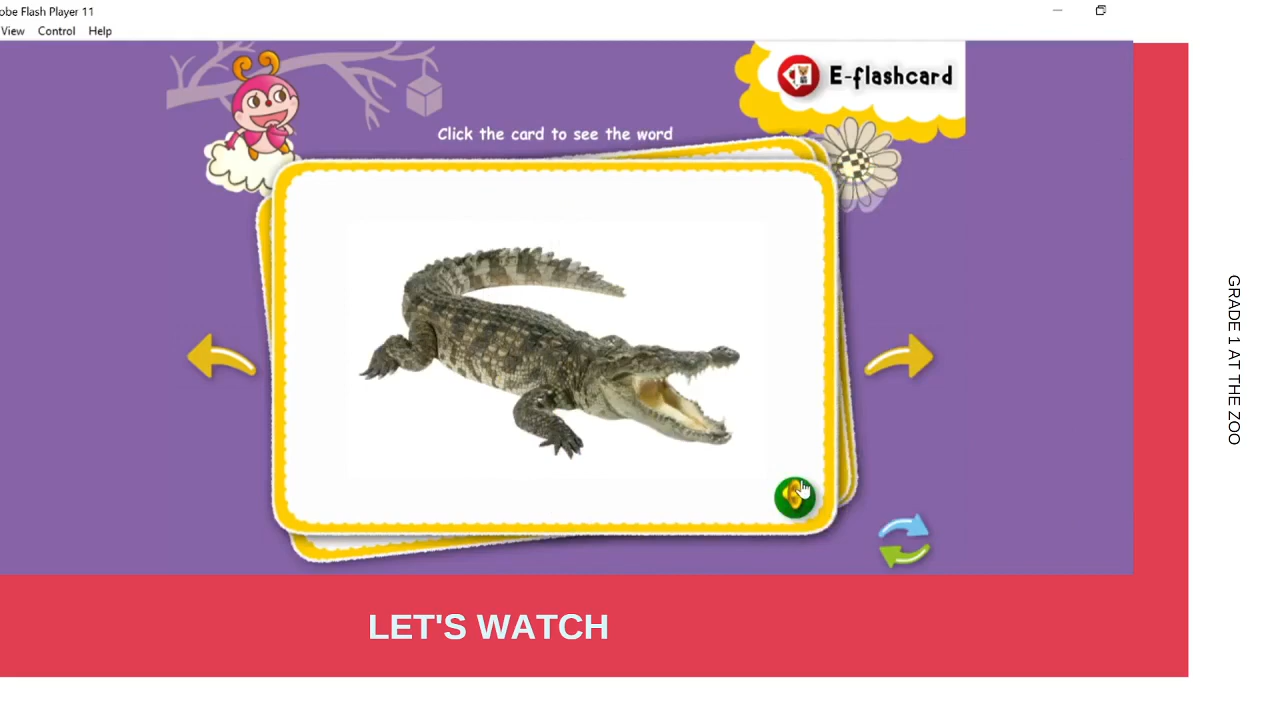 obe Flash Player 11
View Control Help
E-flashcard
Click the card to see the word
GRADE 1 AT THE ZOO
LET'S WATCH